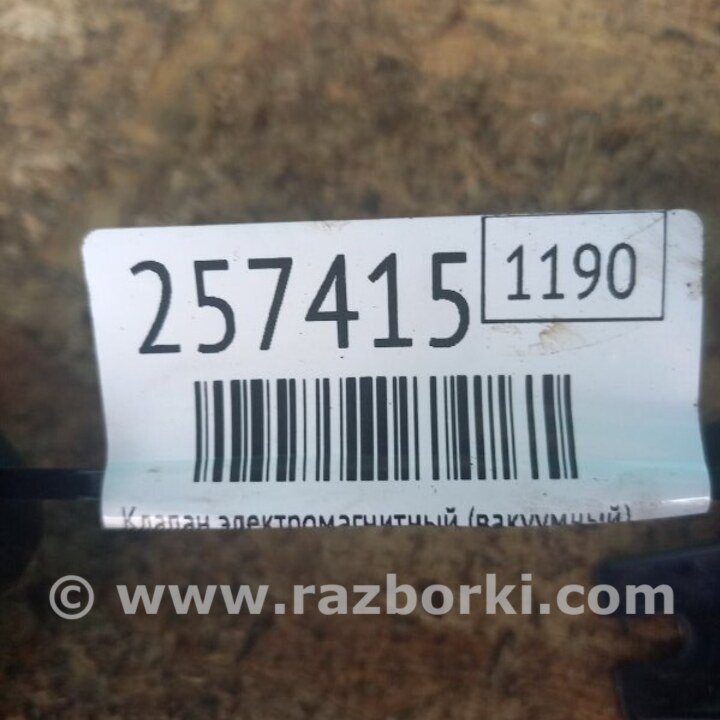 257415
1190
Клапан электромагнитный (вакуумный)
© www.razborki.com